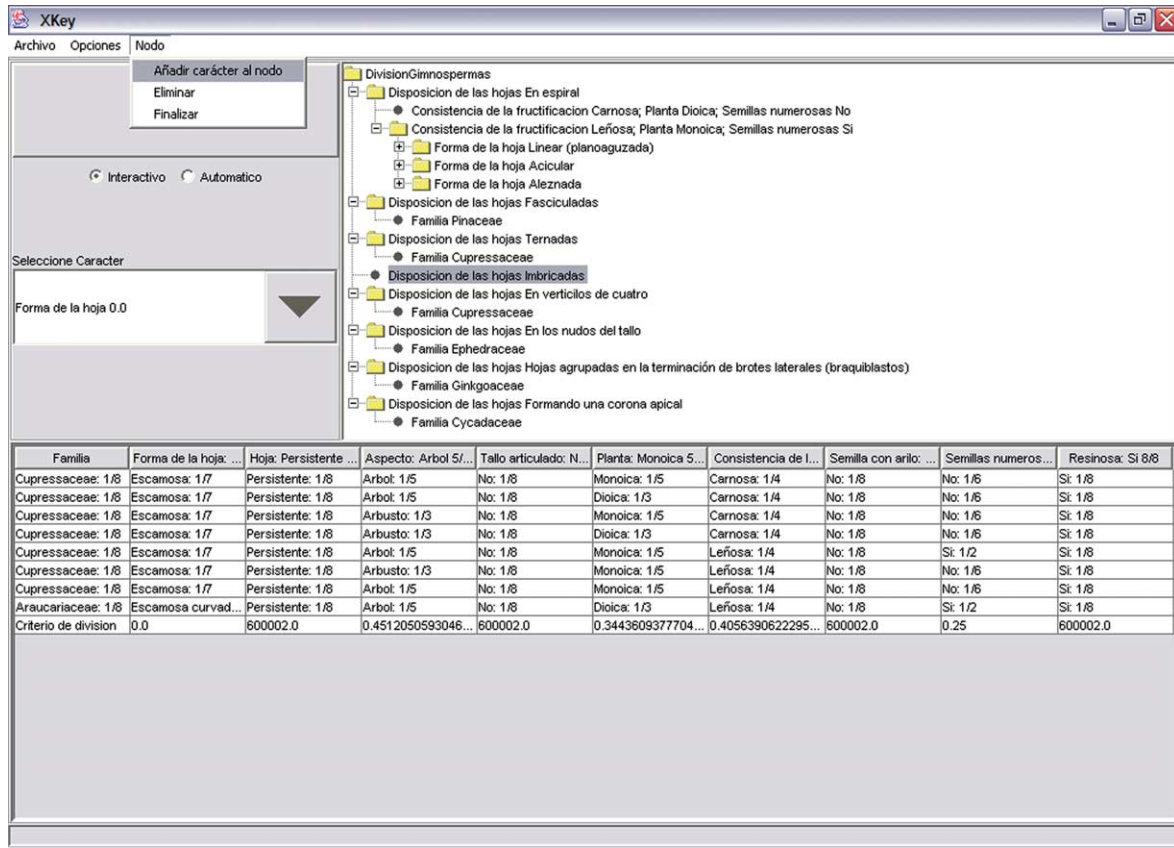 XKey
Archivo Opciones Nodo
Añadir carácter al nodo
Eliminar
Finalizar
Interactivo Automatico
Seleccione Caracter
Forma de la hoja 0.0
DivisionGimnospermas
Disposicion de las hojas En espiral
Consistencia de la fructificacion Carnosa; Planta Dioica; Semillas numerosas No
Consistencia de la fructificacion Leñosa; Planta Monoica; Semillas numerosas Si
Forma de la hoja Linear (planoaguzada)
Forma de la hoja Acicular
Forma de la hoja Aleznada
Disposicion de las hojas Fasciculadas
Familia Pinaceae
Disposicion de las hojas Ternadas
Familia Cupressaceae
Disposicion de las hojas Imbricadas
Disposicion de las hojas En verticilos de cuatro
Familia Cupressaceae
Disposicion de las hojas En los nudos del tallo
Familia Ephedraceae
Disposicion de las hojas Hojas agrupadas en la terminación de brotes laterales (braquiblastos)
Familia Ginkgoaceae
Disposicion de las hojas Formando una corona apical
Familia Cycadaceae
Familia Forma de la hoja: ... Hoja: Persistente ... Aspecto: Arbol 5/... Tallo articulado: N... Planta: Monoica 5... Consistencia de l... Semilla con arilo: ... Semillas numeros... Resinosa: Si 8/8
Cupressaceae: 1/8 Escamosa: 1/7 Persistente: 1/8 Arbol: 1/5 No: 1/8 Monoica: 1/5 Carnosa: 1/4 No: 1/8 No: 1/6 Si: 1/8
Cupressaceae: 1/8 Escamosa: 1/7 Persistente: 1/8 Arbol: 1/5 No: 1/8 Dioica: 1/3 Carnosa: 1/4 No: 1/8 No: 1/6 Si: 1/8
Cupressaceae: 1/8 Escamosa: 1/7 Persistente: 1/8 Arbusto: 1/3 No: 1/8 Monoica: 1/5 Carnosa: 1/4 No: 1/8 No: 1/6 Si: 1/8
Cupressaceae: 1/8 Escamosa: 1/7 Persistente: 1/8 Arbusto: 1/3 No: 1/8 Dioica: 1/3 Carnosa: 1/4 No: 1/8 No: 1/6 Si: 1/8
Cupressaceae: 1/8 Escamosa: 1/7 Persistente: 1/8 Arbol: 1/5 No: 1/8 Monoica: 1/5 Leñosa: 1/4 No: 1/8 Si: 1/2 Si: 1/8
Cupressaceae: 1/8 Escamosa: 1/7 Persistente: 1/8 Arbusto: 1/3 No: 1/8 Monoica: 1/5 Leñosa: 1/4 No: 1/8 No: 1/6 Si: 1/8
Cupressaceae: 1/8 Escamosa: 1/7 Persistente: 1/8 Arbol: 1/5 No: 1/8 Monoica: 1/5 Leñosa: 1/4 No: 1/8 No: 1/6 Si: 1/8
Araucariaceae: 1/8 Escamosa curvad... Persistente: 1/8 Arbol: 1/5 No: 1/8 Dioica: 1/3 Leñosa: 1/4 No: 1/8 Si: 1/2 Si: 1/8
Criterio de division 0.0 600002.0 0.4512050593046... 600002.0 0.3443609377704... 0.4056390622295... 600002.0 0.25 600002.0